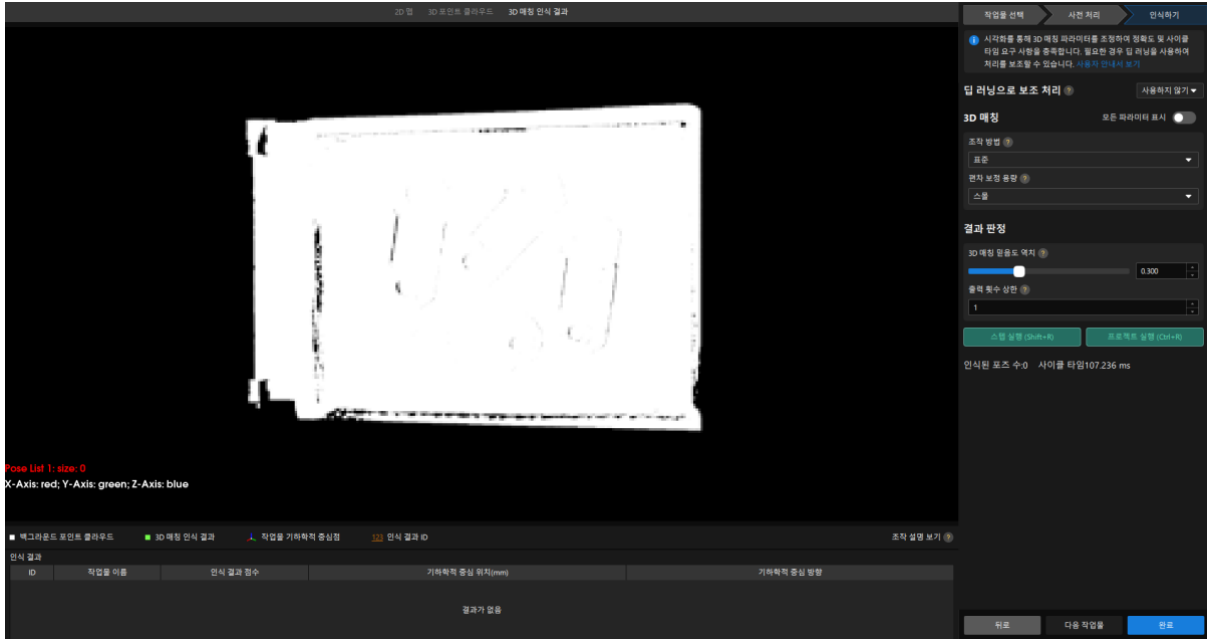 2D 맵 3D 포인트 클라우드 3D 매칭 인식 결과
Pose List 1: size: 0
X-Axis: red; Y-Axis: green; Z-Axis: blue
백그라운드 포인트 클라우드 3D 매칭 인식 결과 작업물 기하학적 중심점 123 인식 결과 ID 조작 설명 보기 ?
인식 결과
ID 작업물 이름 인식 결과 점수 기하학적 중심 위치(mm) 기하학적 중심 방향
결과가 없음
작업물 선택 사전 처리 인식하기
시각화를 통해 3D 매칭 파라미터를 조정하여 정확도 및 사이클
타임 요구 사항을 충족합니다. 필요한 경우 딥 러닝을 사용하여
처리를 보조할 수 있습니다. 사용자 안내서 보기
딥 러닝으로 보조 처리 ? 사용하지 않기
3D 매칭 모든 파라미터 표시
조작 방법 ?
표준
편차 보정 용량 ?
스몰
결과 판정
3D 매칭 믿음도 역치 ?
0.300
출력 횟수 상한 ?
1
스텝 실행 (Shift+R) 프로젝트 실행 (Ctrl+R)
인식된 포즈 수:0 사이클 타임107.236 ms
뒤로 다음 작업물 완료